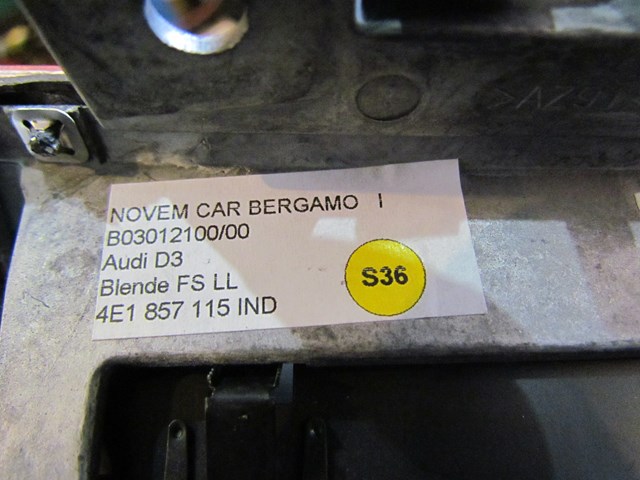 NOVEM CAR BERGAMO I
B03012100/00
Audi D3
Blende FS LL
4E1 857 115 IND
S36